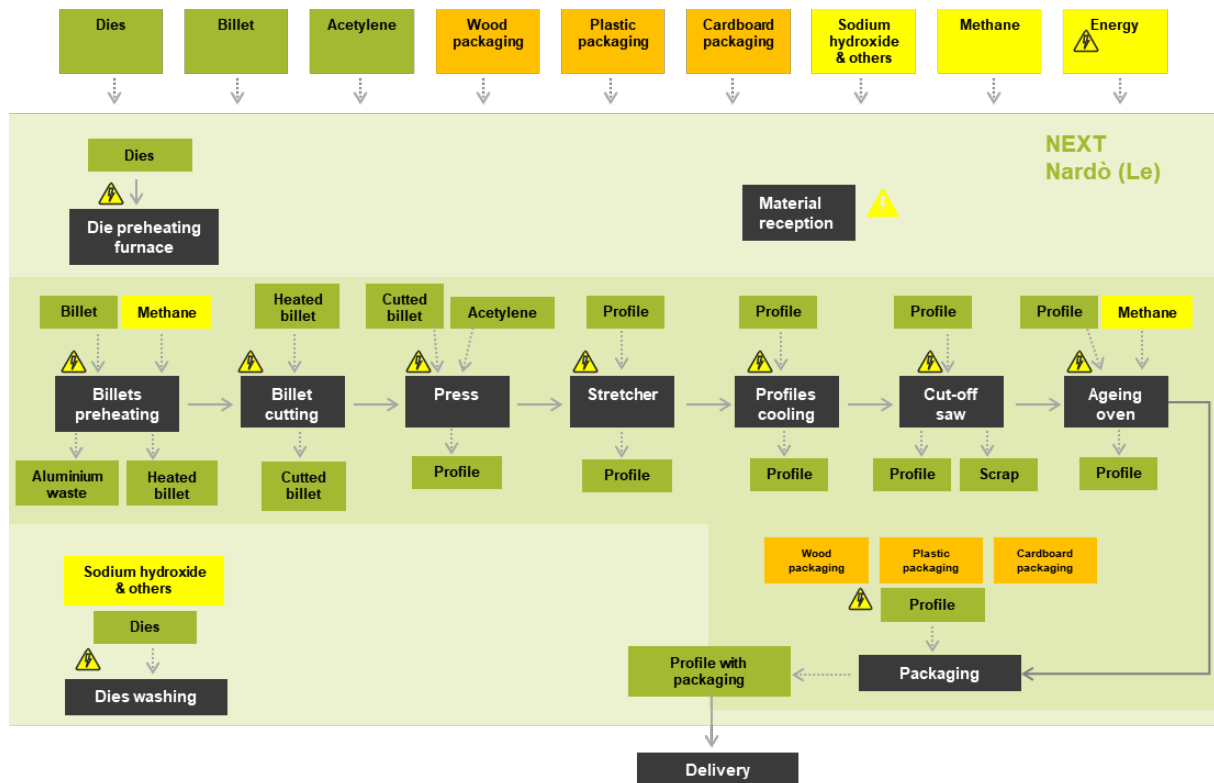 Dies
Billet
Acetylene
Wood
packaging
Plastic
packaging
Cardboard
packaging
Sodium
hydroxide
& others
Methane
Energy
NEXT
Nardò (Le)
Dies
Die preheating
furnace
Material
reception
Billet
Methane
Heated
billet
Cutted
billet
Acetylene
Profile
Profile
Profile
Profile
Methane
Billets
preheating
Billet
cutting
Press
Stretcher
Profiles
cooling
Cut-off
saw
Ageing
oven
Aluminium
waste
Heated
billet
Cutted
billet
Profile
Profile
Profile
Profile
Scrap
Profile
Wood
packaging
Plastic
packaging
Cardboard
packaging
Profile
Sodium hydroxide
& others
Dies
Dies washing
Profile with
packaging
Packaging
Delivery